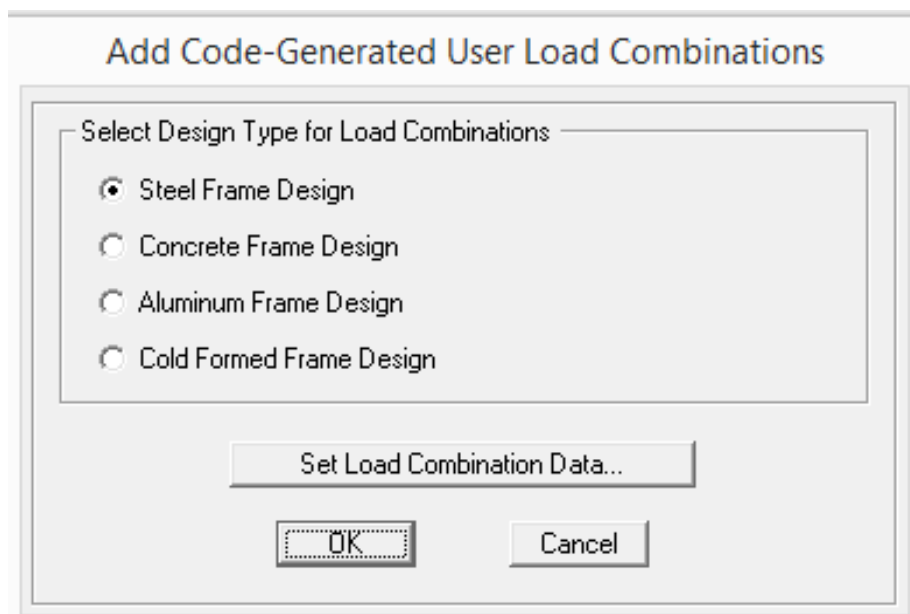 Add Code-Generated User Load Combinations
Select Design Type for Load Combinations
Steel Frame Design
Concrete Frame Design
Aluminum Frame Design
Cold Formed Frame Design
Set Load Combination Data...
OK
Cancel